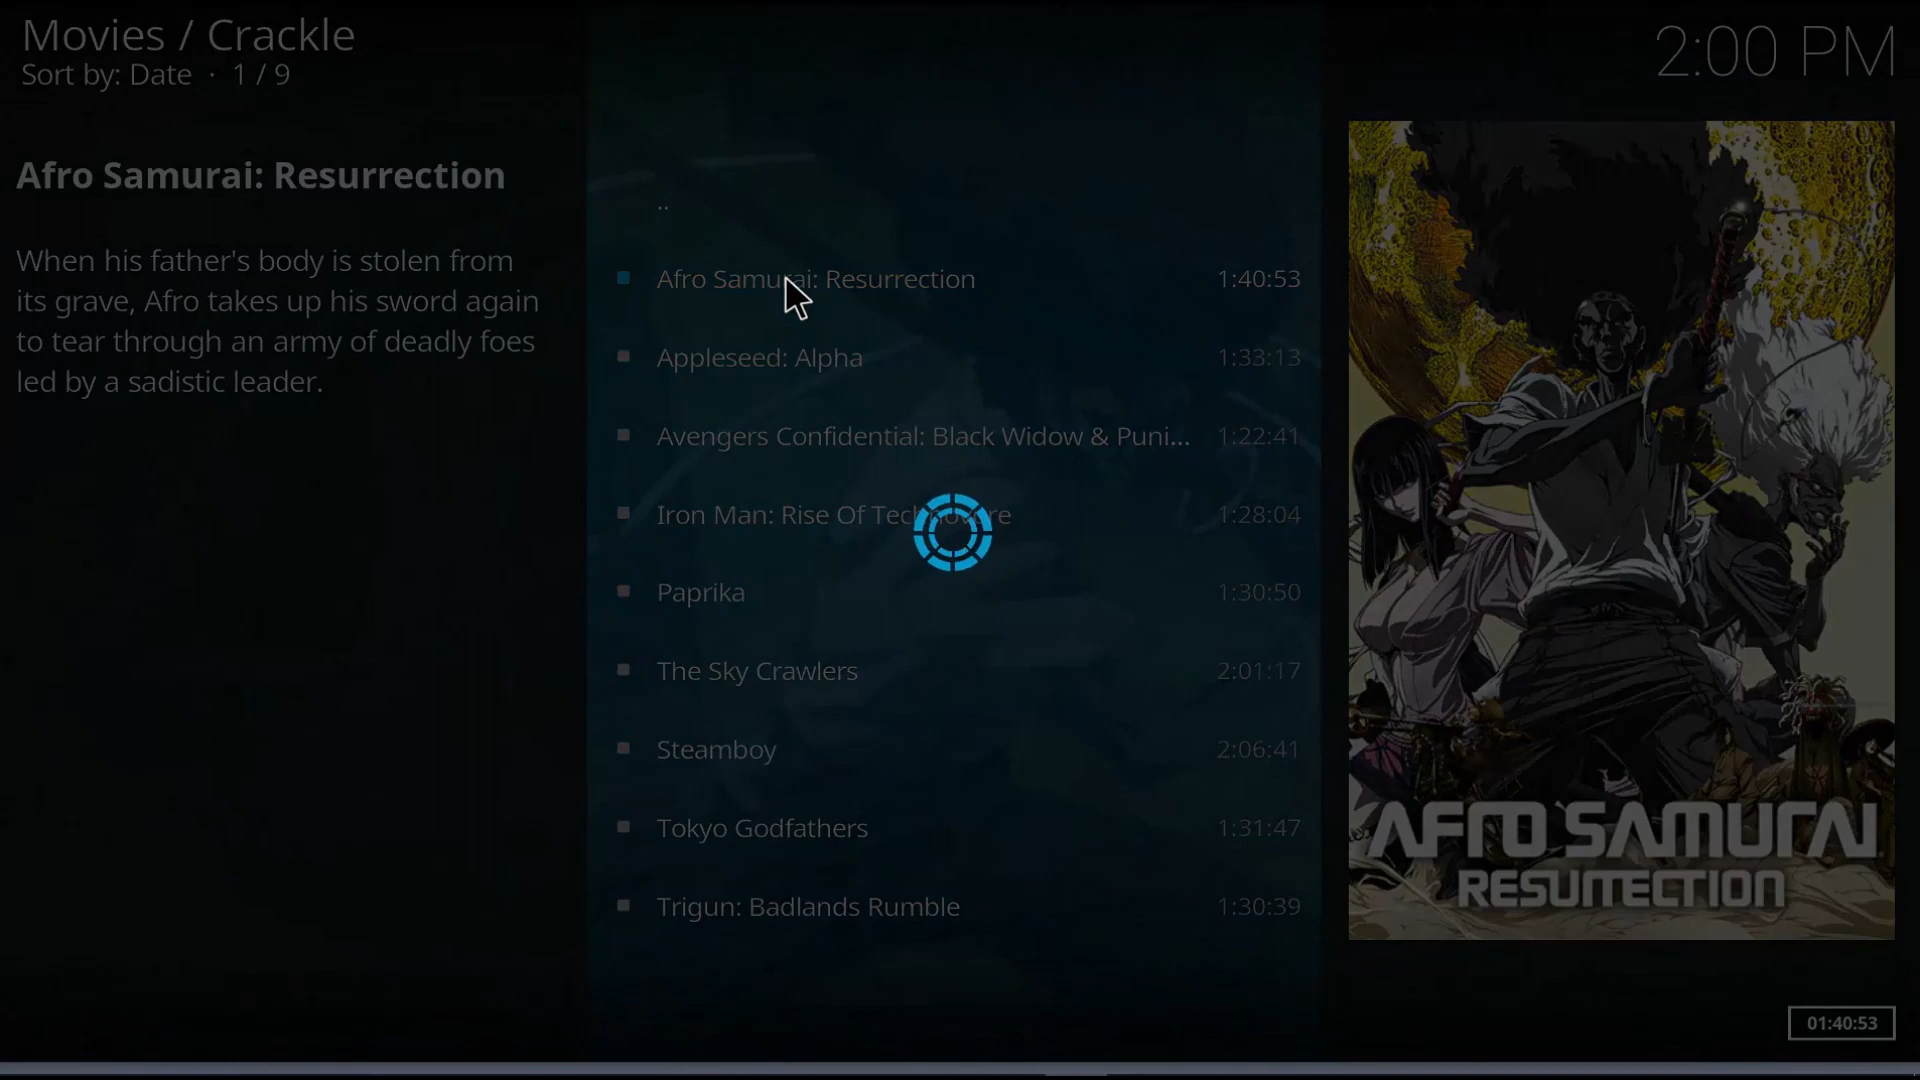 Movies / Crackle
Sort by: Date · 1 / 9
2:00 PM
Afro Samurai: Resurrection
When his father's body is stolen from
its grave, Afro takes up his sword again
to tear through an army of deadly foes
led by a sadistic leader.
..
Afro Samurai: Resurrection 1:40:53
Appleseed: Alpha 1:33:13
Avengers Confidential: Black Widow & Puni... 1:22:41
Iron Man: Rise Of Technovore 1:28:04
Paprika 1:30:50
The Sky Crawlers 2:01:17
Steamboy 2:06:41
Tokyo Godfathers 1:31:47
Trigun: Badlands Rumble 1:30:39
AFRO SAMURAI
RESURRECTION
01:40:53